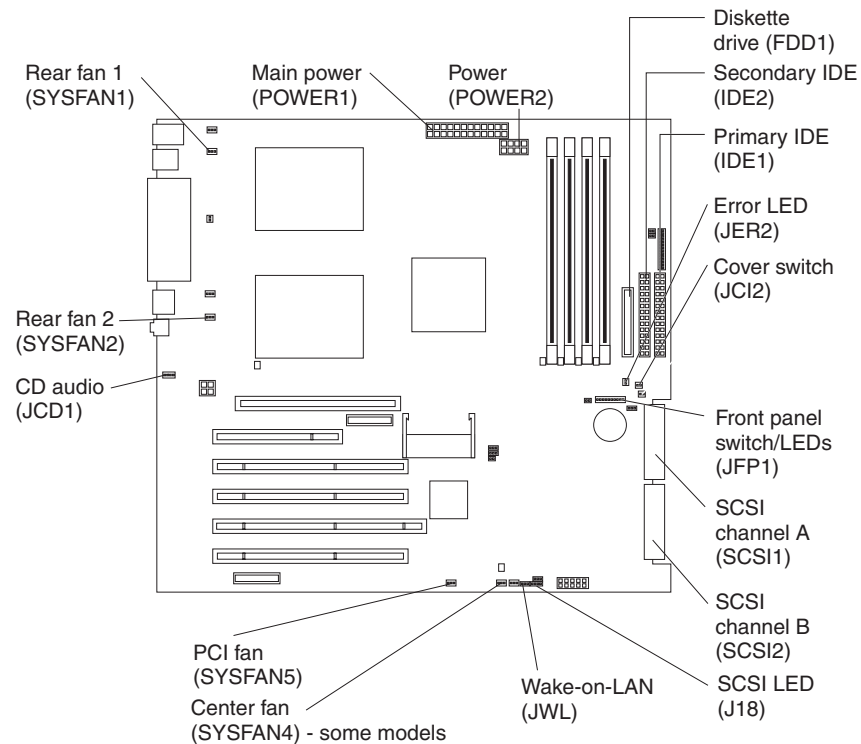 Diskette
drive (FDD1)
Rear fan 1
(SYSFAN1)
Main power
(POWER1)
Power
(POWER2)
Secondary IDE
(IDE2)
Primary IDE
(IDE1)
Error LED
(JER2)
Cover switch
(JCI2)
Rear fan 2
(SYSFAN2)
CD audio
(JCD1)
Front panel
switch/LEDs
(JFP1)
SCSI
channel A
(SCSI1)
SCSI
channel B
(SCSI2)
PCI fan
(SYSFAN5)
Center fan
(SYSFAN4) - some models
Wake-on-LAN
(JWL)
SCSI LED
(J18)